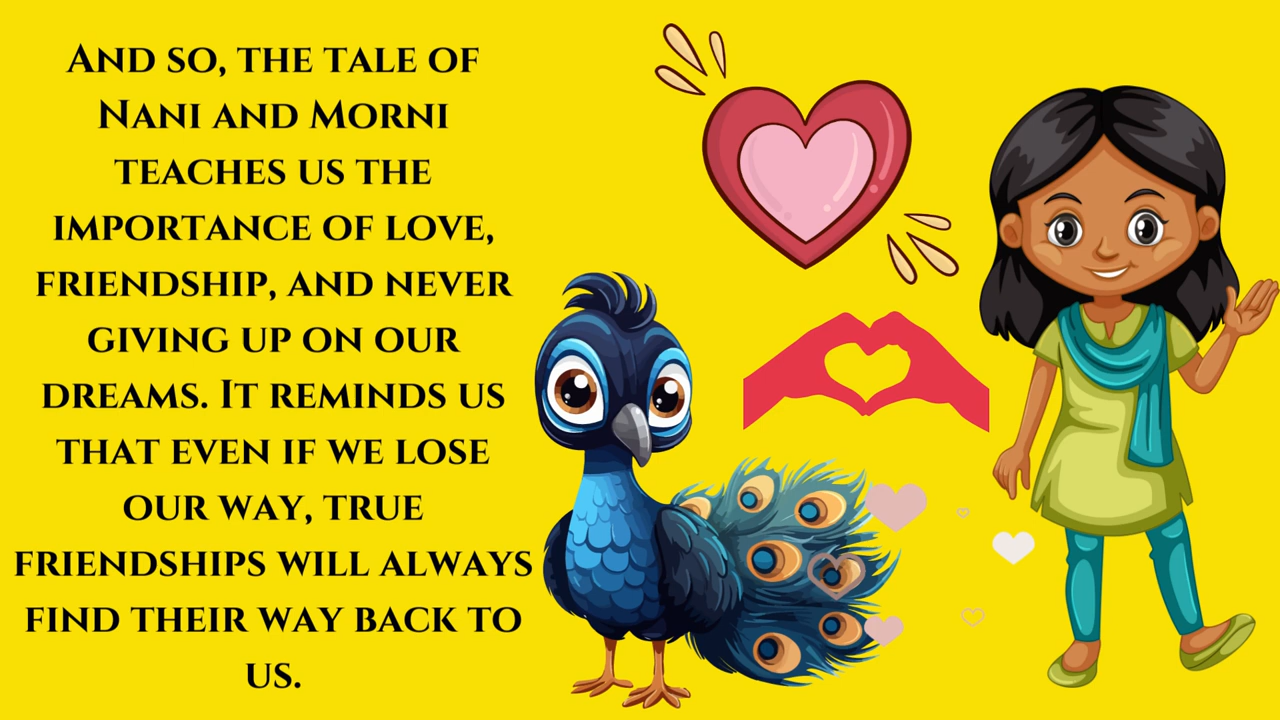 And so, the tale of
Nani and Morni
teaches us the
importance of love,
friendship, and never
giving up on our
dreams. It reminds us
that even if we lose
our way, true
friendships will always
find their way back to
us.